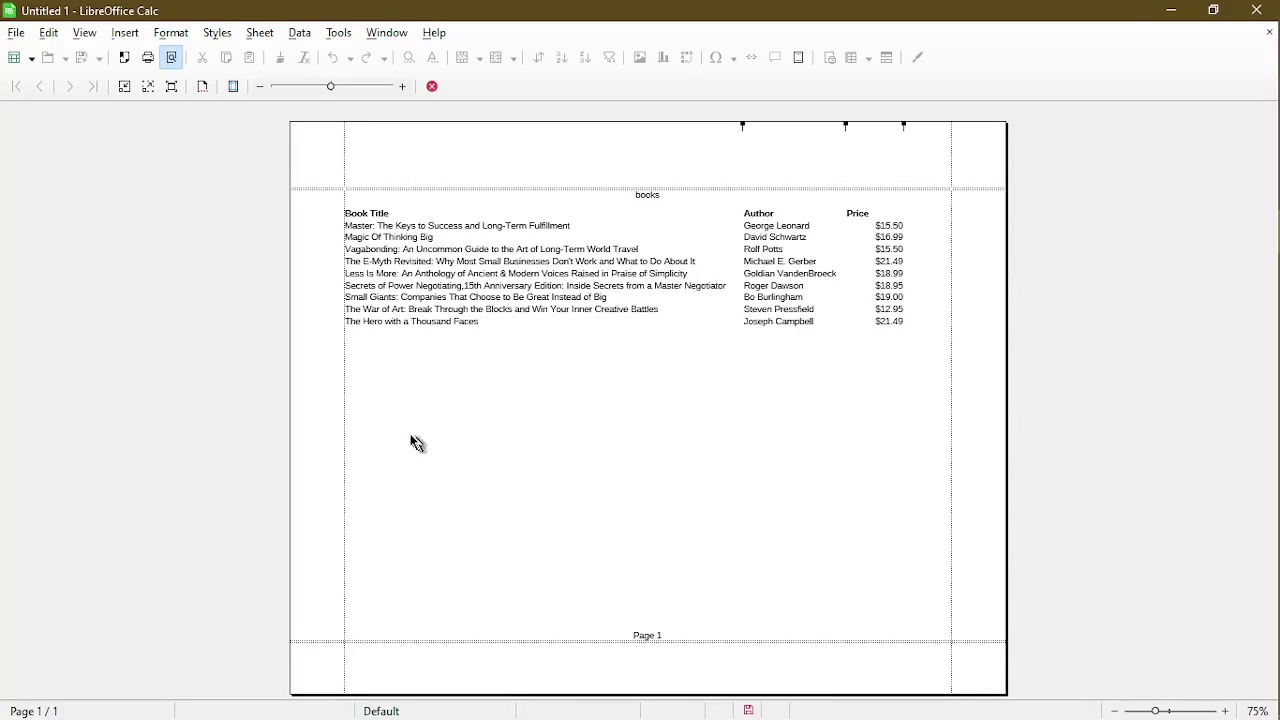 Untitled 1 - LibreOffice Calc
File Edit View Insert Format Styles Sheet Data Tools Window Help
books
Book Title Author Price
Master: The Keys to Success and Long-Term Fulfillment George Leonard $15.50
Magic Of Thinking Big David Schwartz $16.99
Vagabonding: An Uncommon Guide to the Art of Long-Term World Travel Rolf Potts $15.50
The E-Myth Revisited: Why Most Small Businesses Don't Work and What to Do About It Michael E. Gerber $21.49
Less Is More: An Anthology of Ancient & Modern Voices Raised in Praise of Simplicity Goldian VandenBroeck $18.99
Secrets of Power Negotiating,15th Anniversary Edition: Inside Secrets from a Master Negotiator Roger Dawson $18.95
Small Giants: Companies That Choose to Be Great Instead of Big Bo Burlingham $19.00
The War of Art: Break Through the Blocks and Win Your Inner Creative Battles Steven Pressfield $12.95
The Hero with a Thousand Faces Joseph Campbell $21.49
Page 1
Page 1 / 1 Default 75%